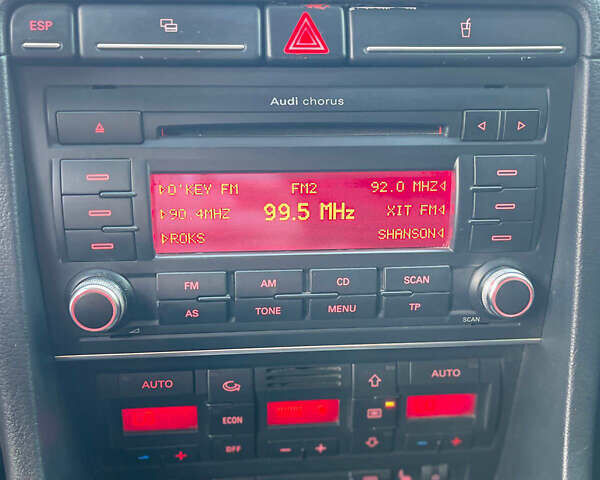 ESP
Audi chorus
▷O'KEV FM FM2 92.0 MHZ◁
▷90.4MHZ 99.5 MHz XIT FM◁
▷ROKS SHANSON◁
FM AM CD SCAN
AS TONE MENU TP
SCAN
AUTO AUTO
ECON
OFF